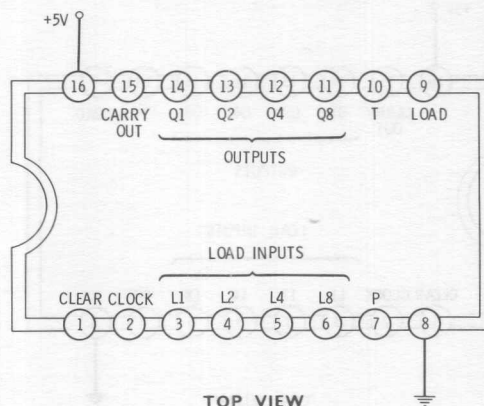 +5V
16 15 14 13 12 11 10 9
CARRY OUT Q1 Q2 Q4 Q8 T LOAD
OUTPUTS
LOAD INPUTS
CLEAR CLOCK L1 L2 L4 L8 P
1 2 3 4 5 6 7 8
TOP VIEW